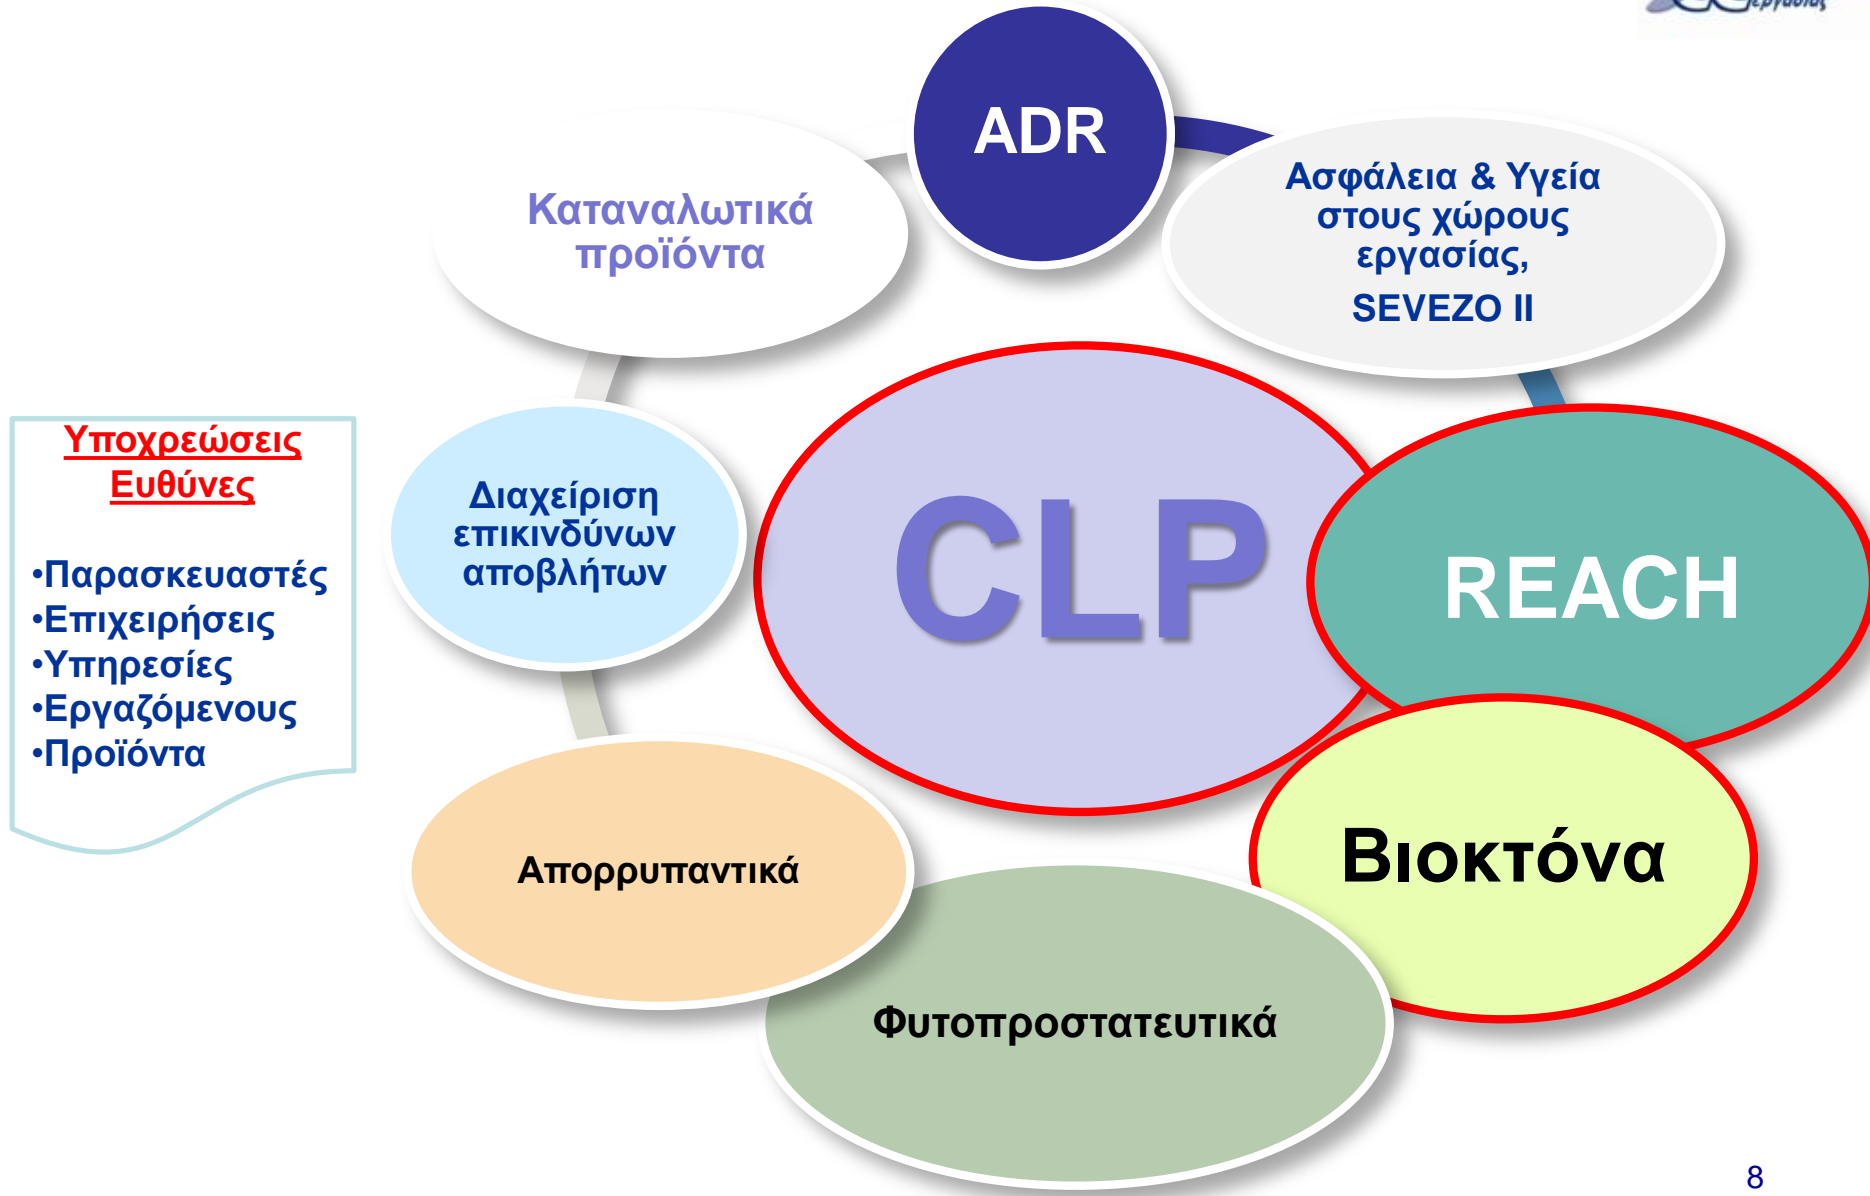 εργασίας
ADR
Ασφάλεια & Υγεία
στους χώρους
εργασίας,
SEVEZO II
Καταναλωτικά
προϊόντα
Υποχρεώσεις
Ευθύνες
•Παρασκευαστές
•Επιχειρήσεις
•Υπηρεσίες
•Εργαζόμενους
•Προϊόντα
Διαχείριση
επικινδύνων
αποβλήτων
CLP
REACH
Βιοκτόνα
Απορρυπαντικά
Φυτοπροστατευτικά
8